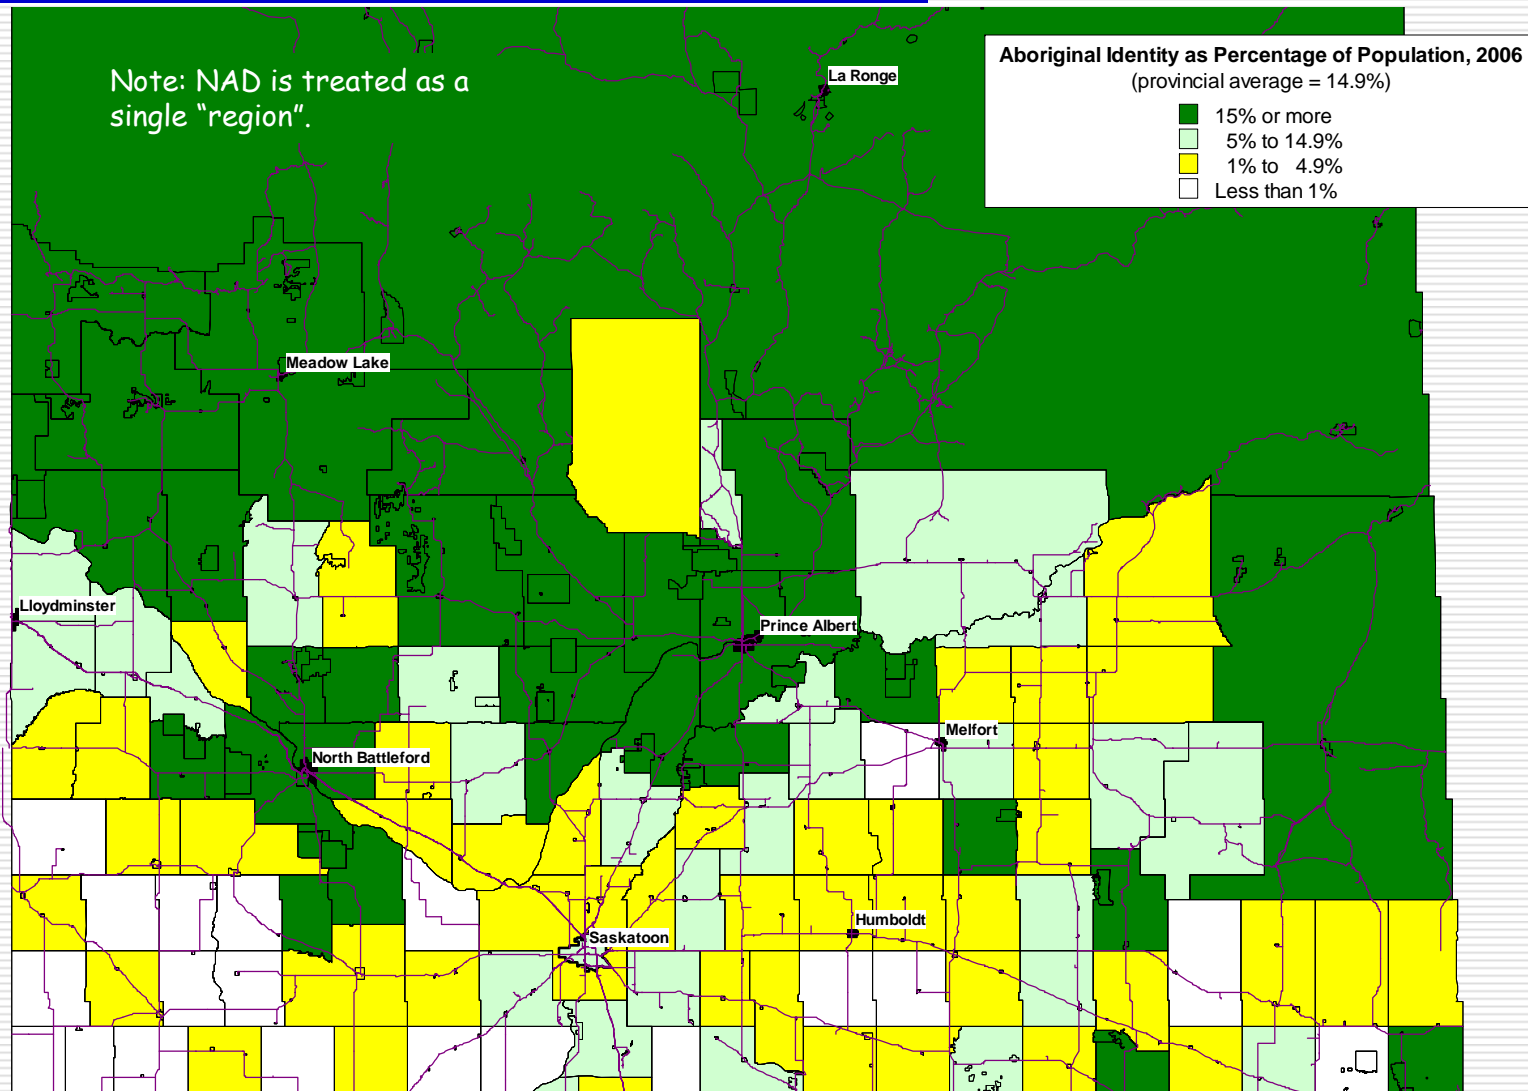 Note: NAD is treated as a
single “region”.
Aboriginal Identity as Percentage of Population, 2006
(provincial average = 14.9%)
15% or more
5% to 14.9%
1% to 4.9%
Less than 1%
La Ronge
Meadow Lake
Lloydminster
Prince Albert
Melfort
North Battleford
Humboldt
Saskatoon